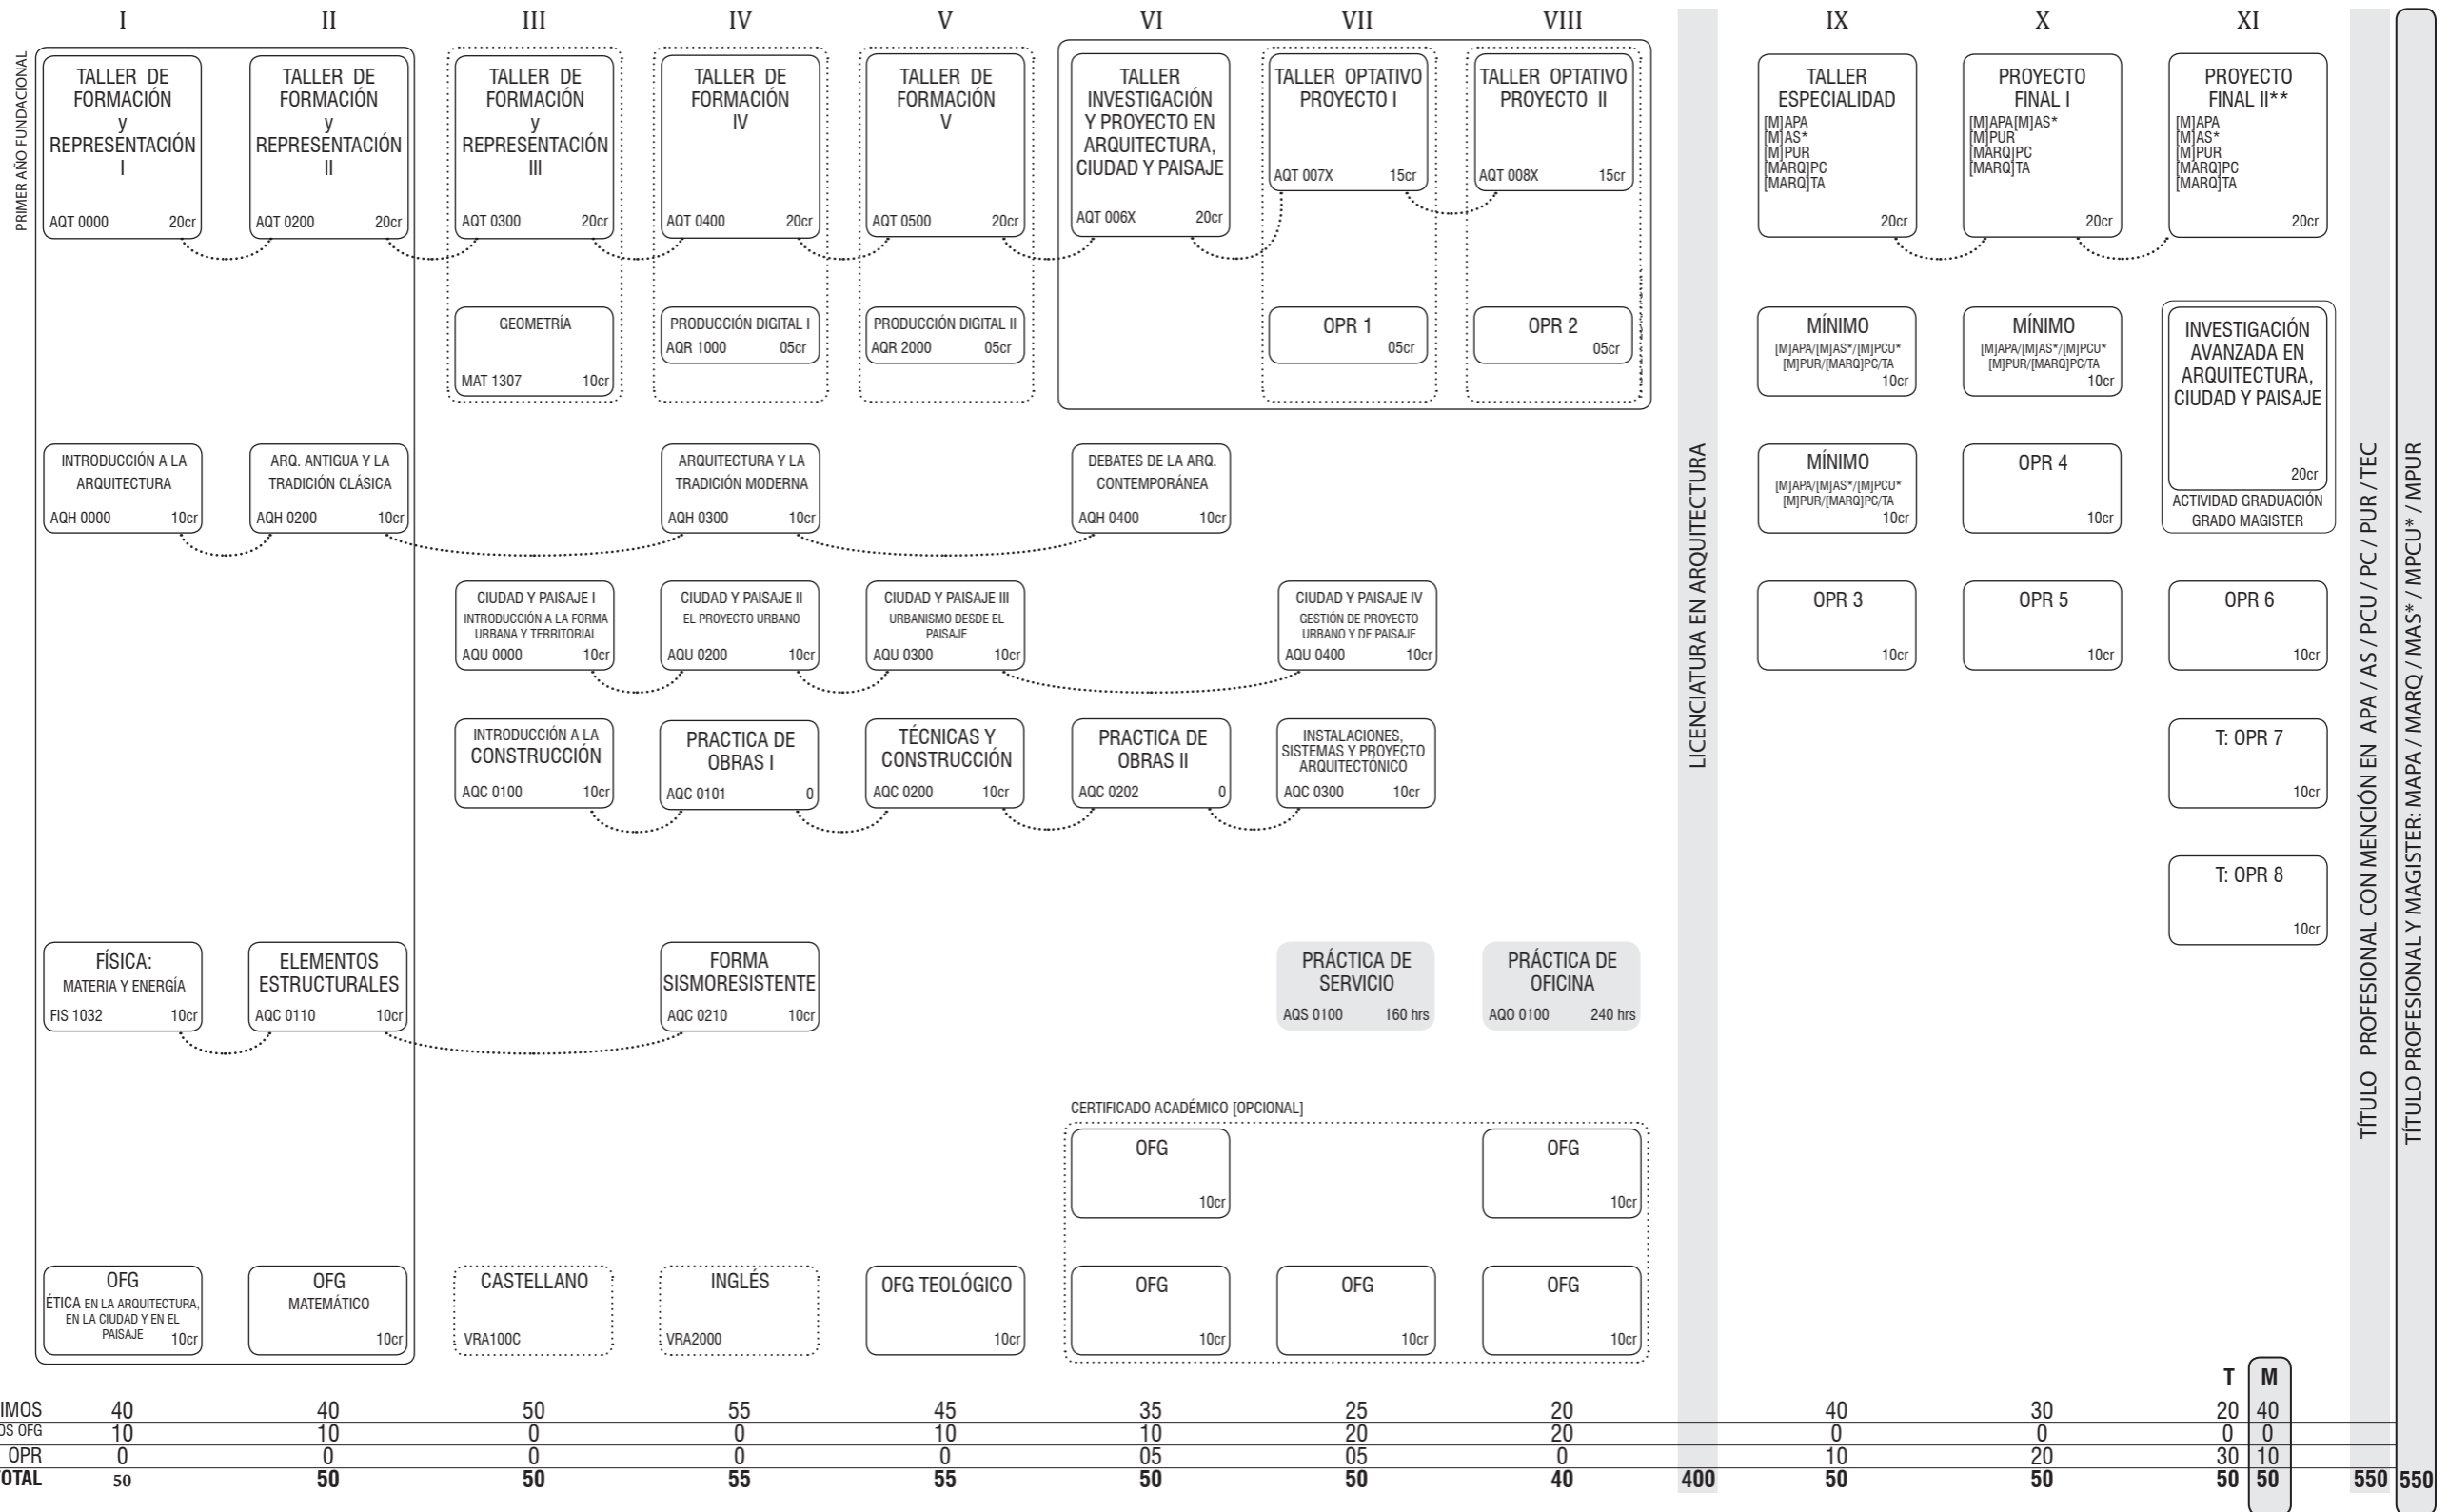 I II III IV V VI VII VIII IX X XI
PRIMER AÑO FUNDACIONAL
TALLER DE
FORMACIÓN
y
REPRESENTACIÓN
I
AQT 0000 20cr
TALLER DE
FORMACIÓN
y
REPRESENTACIÓN
II
AQT 0200 20cr
TALLER DE
FORMACIÓN
y
REPRESENTACIÓN
III
AQT 0300 20cr
TALLER DE
FORMACIÓN
IV
AQT 0400 20cr
TALLER DE
FORMACIÓN
V
AQT 0500 20cr
TALLER
INVESTIGACIÓN
Y PROYECTO EN
ARQUITECTURA,
CIUDAD Y PAISAJE
AQT 006X 20cr
TALLER OPTATIVO
PROYECTO I
AQT 007X 15cr
TALLER OPTATIVO
PROYECTO II
AQT 008X 15cr
TALLER
ESPECIALIDAD
[M]APA
[M]AS*
[M]PUR
[MARQ]PC
[MARQ]TA
20cr
PROYECTO
FINAL I
[M]APA[M]AS*
[M]PUR
[MARQ]PC
[MARQ]TA
20cr
PROYECTO
FINAL II**
[M]APA
[M]AS*
[M]PUR
[MARQ]PC
[MARQ]TA
20cr
GEOMETRÍA
MAT 1307 10cr
PRODUCCIÓN DIGITAL I
AQR 1000 05cr
PRODUCCIÓN DIGITAL II
AQR 2000 05cr
OPR 1
05cr
OPR 2
05cr
MÍNIMO
[M]APA/[M]AS*/[M]PCU*
[M]PUR/[MARQ]PC/TA
10cr
MÍNIMO
[M]APA/[M]AS*/[M]PCU*
[M]PUR/[MARQ]PC/TA
10cr
INVESTIGACIÓN
AVANZADA EN
ARQUITECTURA,
CIUDAD Y PAISAJE
20cr
ACTIVIDAD GRADUACIÓN
GRADO MAGISTER
INTRODUCCIÓN A LA
ARQUITECTURA
AQH 0000 10cr
ARQ. ANTIGUA Y LA
TRADICIÓN CLÁSICA
AQH 0200 10cr
ARQUITECTURA Y LA
TRADICIÓN MODERNA
AQH 0300 10cr
DEBATES DE LA ARQ.
CONTEMPORÁNEA
AQH 0400 10cr
MÍNIMO
[M]APA/[M]AS*/[M]PCU*
[M]PUR/[MARQ]PC/TA
10cr
OPR 4
10cr
CIUDAD Y PAISAJE I
INTRODUCCIÓN A LA FORMA
URBANA Y TERRITORIAL
AQU 0000 10cr
CIUDAD Y PAISAJE II
EL PROYECTO URBANO
AQU 0200 10cr
CIUDAD Y PAISAJE III
URBANISMO DESDE EL
PAISAJE
AQU 0300 10cr
CIUDAD Y PAISAJE IV
GESTIÓN DE PROYECTO
URBANO Y DE PAISAJE
AQU 0400 10cr
OPR 3
10cr
OPR 5
10cr
OPR 6
10cr
INTRODUCCIÓN A LA
CONSTRUCCIÓN
AQC 0100 10cr
PRACTICA DE
OBRAS I
AQC 0101 0
TÉCNICAS Y
CONSTRUCCIÓN
AQC 0200 10cr
PRACTICA DE
OBRAS II
AQC 0202 0
INSTALACIONES,
SISTEMAS Y PROYECTO
ARQUITECTÓNICO
AQC 0300 10cr
T: OPR 7
10cr
T: OPR 8
10cr
FÍSICA:
MATERIA Y ENERGÍA
FIS 1032 10cr
ELEMENTOS
ESTRUCTURALES
AQC 0110 10cr
FORMA
SISMORESISTENTE
AQC 0210 10cr
PRÁCTICA DE
SERVICIO
AQS 0100 160 hrs
PRÁCTICA DE
OFICINA
AQO 0100 240 hrs
CERTIFICADO ACADÉMICO [OPCIONAL]
OFG
10cr
OFG
10cr
OFG
ÉTICA EN LA ARQUITECTURA,
EN LA CIUDAD Y EN EL
PAISAJE 10cr
OFG
MATEMÁTICO
10cr
CASTELLANO
VRA100C
INGLÉS
VRA2000
OFG TEOLÓGICO
10cr
OFG
10cr
OFG
10cr
OFG
10cr
LICENCIATURA EN ARQUITECTURA
TÍTULO PROFESIONAL CON MENCIÓN EN APA / AS / PCU / PC / PUR / TEC
TÍTULO PROFESIONAL Y MAGISTER: MAPA / MARQ / MAS* / MPCU* / MPUR
T M
IMOS 40 40 50 55 45 35 25 20 40 30 20 40
OS OFG 10 10 0 0 10 10 20 20 0 0 0 0
OPR 0 0 0 0 0 05 05 0 10 20 30 10
OTAL 50 50 50 55 55 50 50 40 400 50 50 50 50 550 550